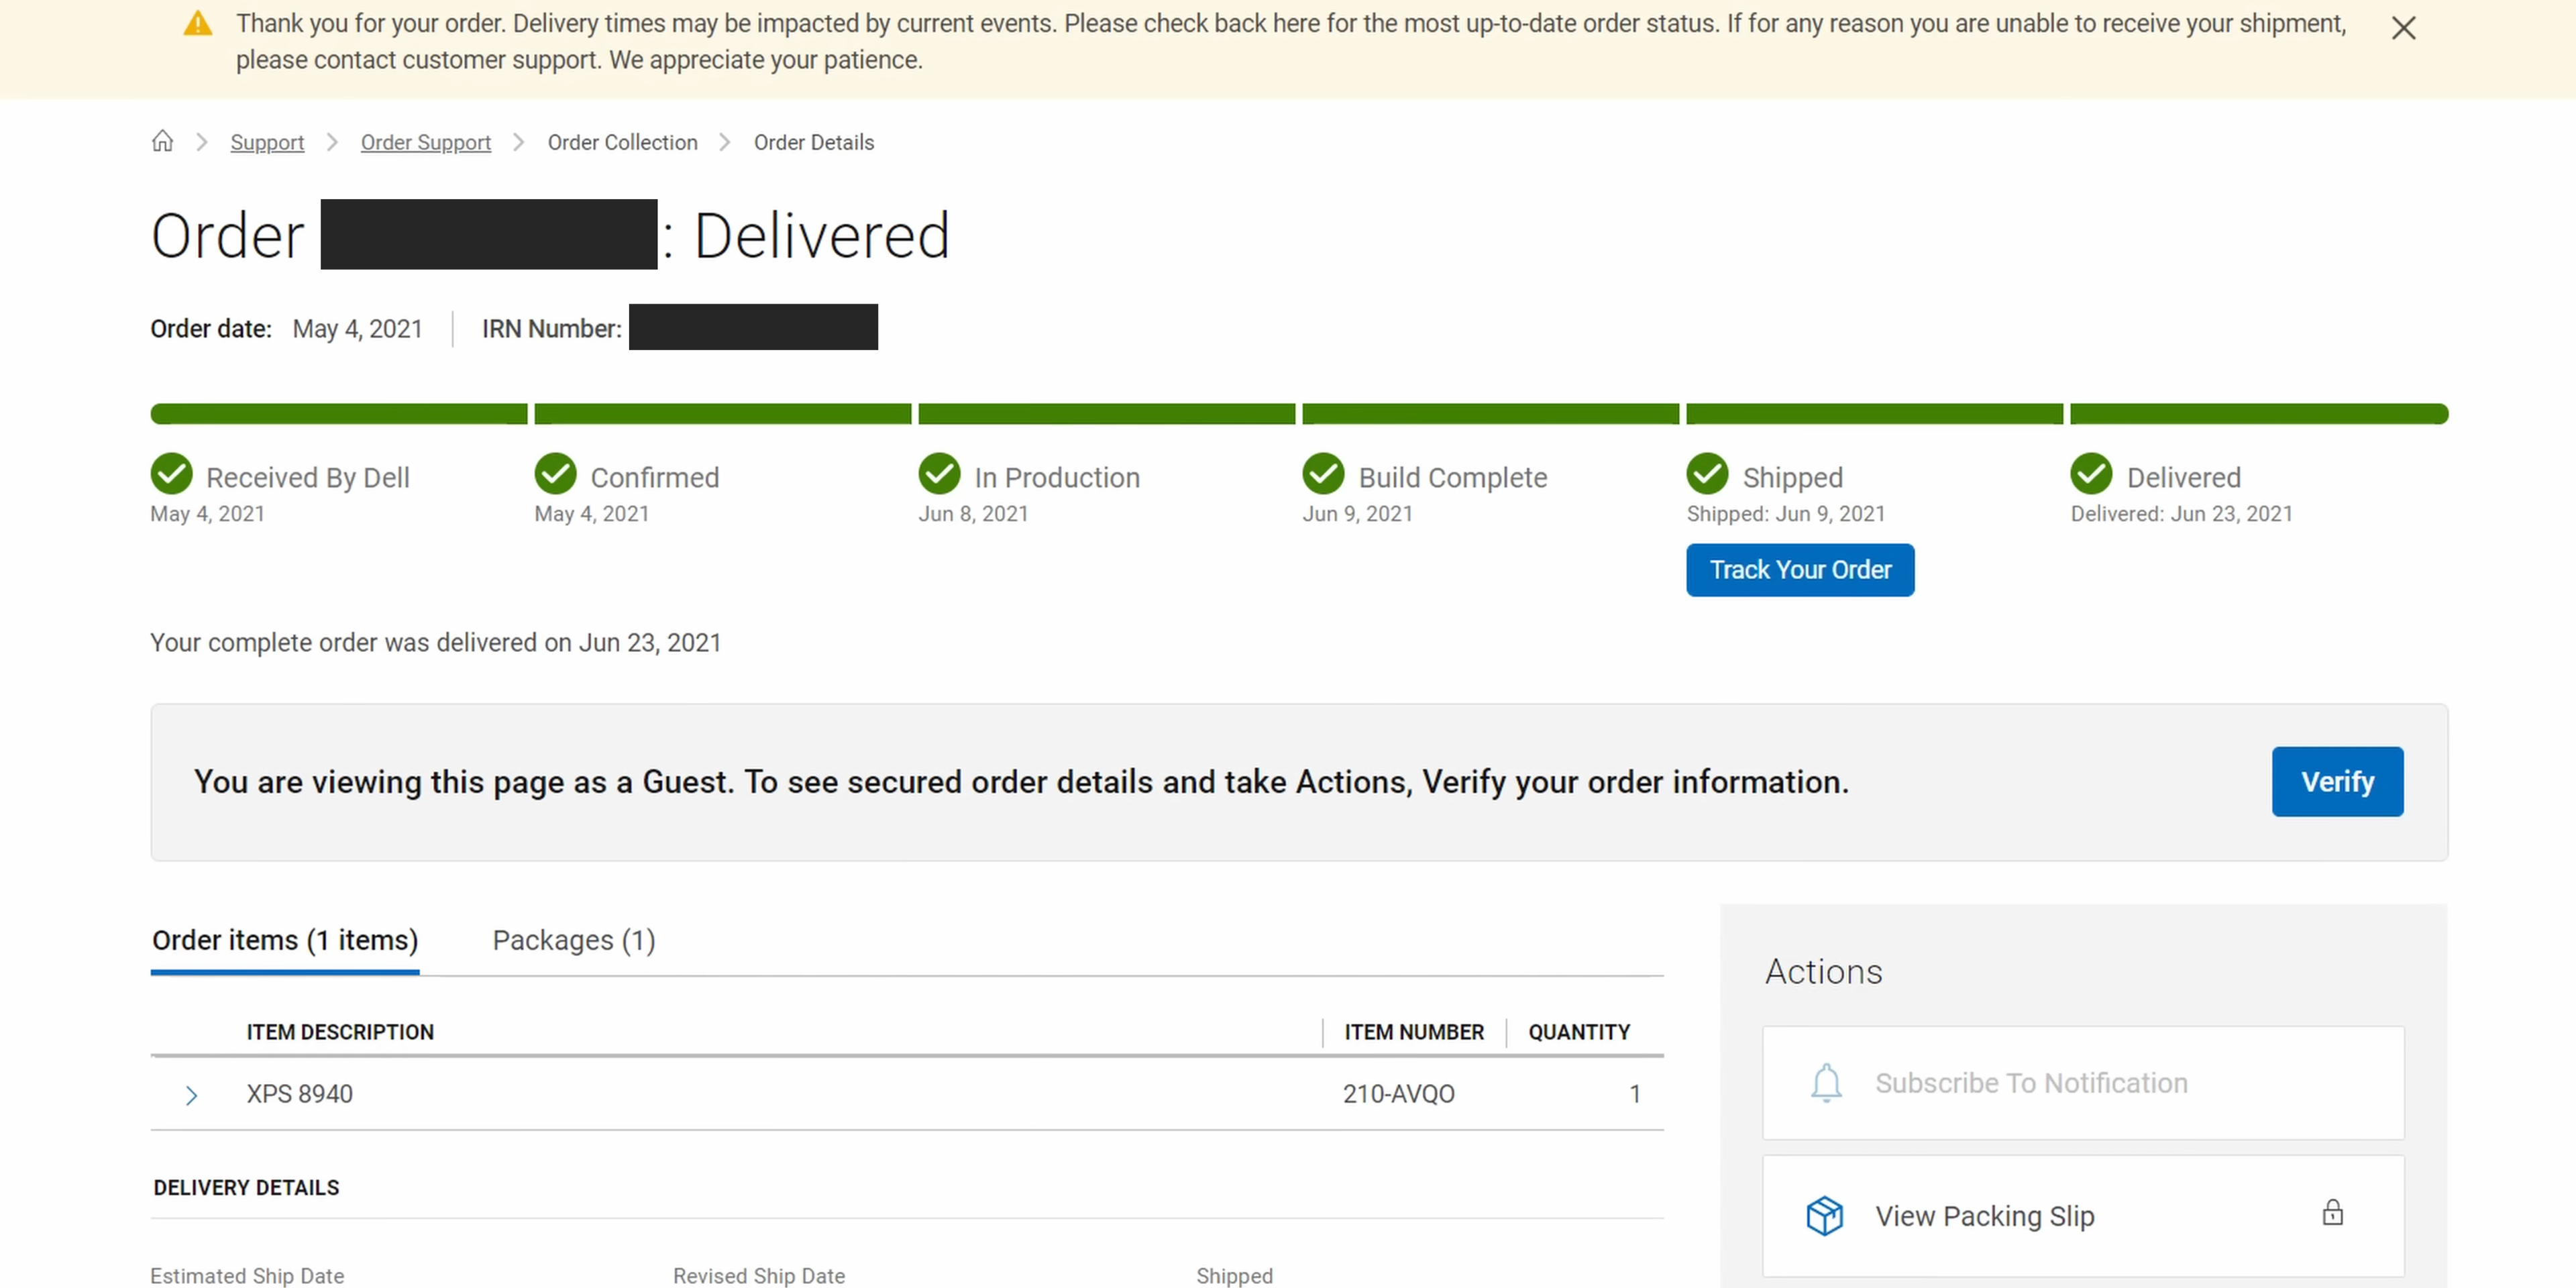 Thank you for your order. Delivery times may be impacted by current events. Please check back here for the most up-to-date order status. If for any reason you are unable to receive your shipment,
please contact customer support. We appreciate your patience.
Support Order Support Order Collection Order Details
Order : Delivered
Order date: May 4, 2021 IRN Number:
Received By Dell Confirmed In Production Build Complete Shipped Delivered
May 4, 2021 May 4, 2021 Jun 8, 2021 Jun 9, 2021 Shipped: Jun 9, 2021 Delivered: Jun 23, 2021
Track Your Order
Your complete order was delivered on Jun 23, 2021
You are viewing this page as a Guest. To see secured order details and take Actions, Verify your order information. Verify
Order items (1 items) Packages (1)
ITEM DESCRIPTION ITEM NUMBER QUANTITY
XPS 8940 210-AVQO 1
DELIVERY DETAILS
Estimated Ship Date Revised Ship Date Shipped
Actions
Subscribe To Notification
View Packing Slip